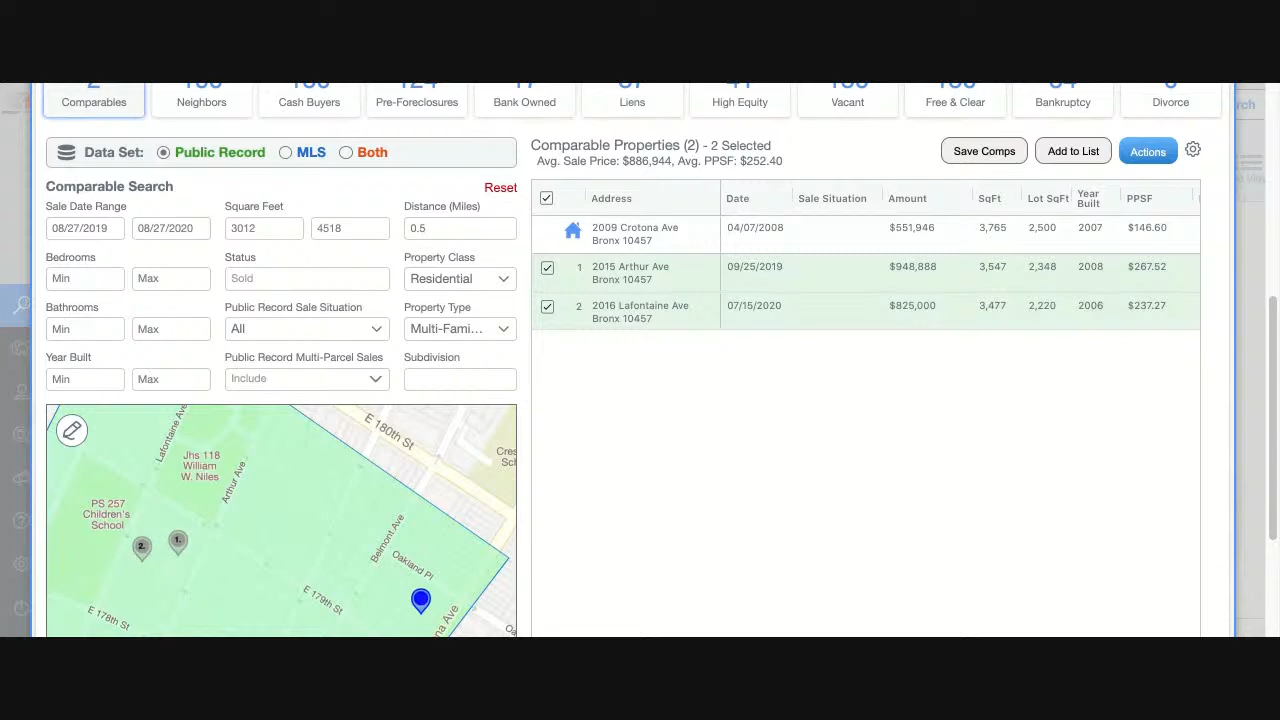 Comparables
Neighbors
Cash Buyers
Pre-Foreclosures
Bank Owned
Liens
High Equity
Vacant
Free & Clear
Bankruptcy
Divorce
Data Set: Public Record MLS Both
Comparable Search
Reset
Sale Date Range
Square Feet
Distance (Miles)
08/27/2019 08/27/2020 3012 4518 0.5
Bedrooms
Status
Property Class
Min Max Sold Residential
Bathrooms
Public Record Sale Situation
Property Type
Min Max All Multi-Fami...
Year Built
Public Record Multi-Parcel Sales
Subdivision
Min Max Include
Comparable Properties (2) - 2 Selected
Avg. Sale Price: $886,944, Avg. PPSF: $252.40
Save Comps
Add to List
Actions
Address Date Sale Situation Amount SqFt Lot SqFt Year Built PPSF
2009 Crotona Ave 04/07/2008 $551,946 3,765 2,500 2007 $146.60
Bronx 10457
1 2015 Arthur Ave 09/25/2019 $948,888 3,547 2,348 2008 $267.52
Bronx 10457
2 2016 Lafontaine Ave 07/15/2020 $825,000 3,477 2,220 2006 $237.27
Bronx 10457
Lafontaine Ave
E 180th St
Jhs 118
William
W. Niles
Arthur Ave
PS 257
Children's
School
Belmont Ave
Oakland Pl
2.
1.
E 179th St
E 178th St